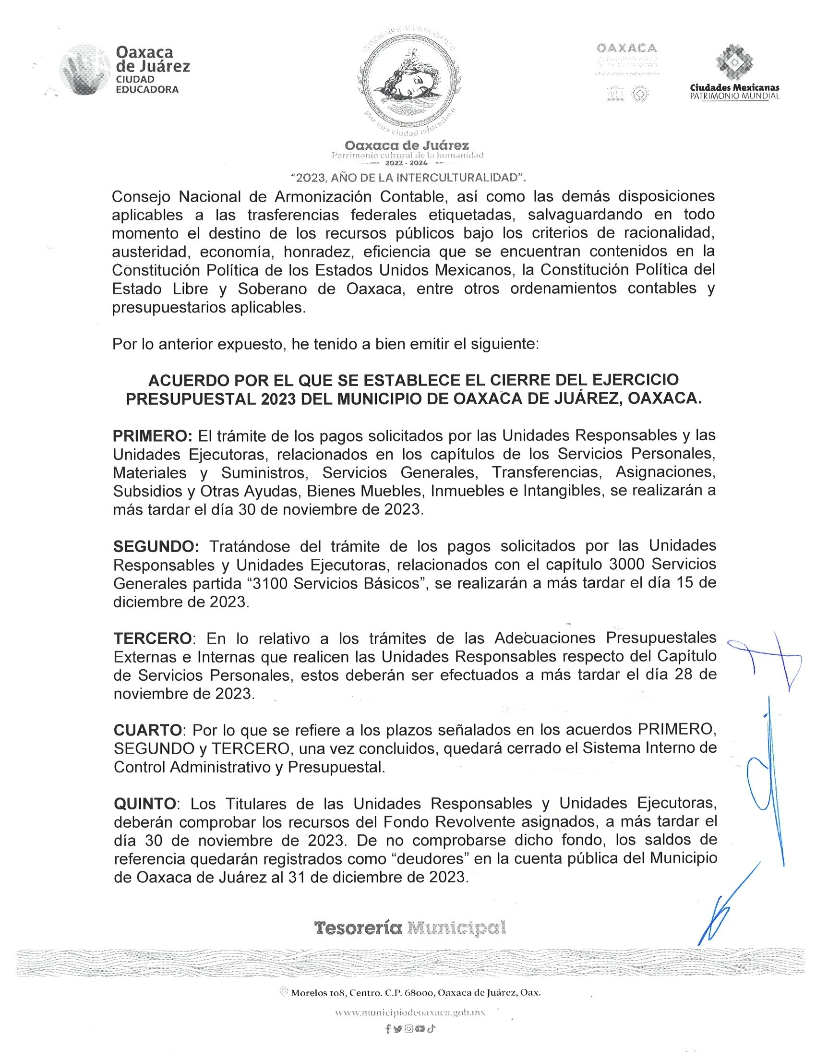 Oaxaca
de Juárez
CIUDAD
EDUCADORA
OAXACA
Ciudades Mexicanas
PATRIMONIO MUNDIAL
Oaxaca de Juárez
Patrimonio cultural de la humanidad
2022 - 2024
“2023, AÑO DE LA INTERCULTURALIDAD”.
Consejo Nacional de Armonización Contable, así como las demás disposiciones
aplicables a las trasferencias federales etiquetadas, salvaguardando en todo
momento el destino de los recursos públicos bajo los criterios de racionalidad,
austeridad, economía, honradez, eficiencia que se encuentran contenidos en la
Constitución Política de los Estados Unidos Mexicanos, la Constitución Política del
Estado Libre y Soberano de Oaxaca, entre otros ordenamientos contables y
presupuestarios aplicables.
Por lo anterior expuesto, he tenido a bien emitir el siguiente:
ACUERDO POR EL QUE SE ESTABLECE EL CIERRE DEL EJERCICIO
PRESUPUESTAL 2023 DEL MUNICIPIO DE OAXACA DE JUÁREZ, OAXACA.
PRIMERO: El trámite de los pagos solicitados por las Unidades Responsables y las
Unidades Ejecutoras, relacionados en los capítulos de los Servicios Personales,
Materiales y Suministros, Servicios Generales, Transferencias, Asignaciones,
Subsidios y Otras Ayudas, Bienes Muebles, Inmuebles e Intangibles, se realizarán a
más tardar el día 30 de noviembre de 2023.
SEGUNDO: Tratándose del trámite de los pagos solicitados por las Unidades
Responsables y Unidades Ejecutoras, relacionados con el capítulo 3000 Servicios
Generales partida “3100 Servicios Básicos”, se realizarán a más tardar el día 15 de
diciembre de 2023.
TERCERO: En lo relativo a los trámites de las Adecuaciones Presupuestales
Externas e Internas que realicen las Unidades Responsables respecto del Capítulo
de Servicios Personales, estos deberán ser efectuados a más tardar el día 28 de
noviembre de 2023.
CUARTO: Por lo que se refiere a los plazos señalados en los acuerdos PRIMERO,
SEGUNDO y TERCERO, una vez concluidos, quedará cerrado el Sistema Interno de
Control Administrativo y Presupuestal.
QUINTO: Los Titulares de las Unidades Responsables y Unidades Ejecutoras,
deberán comprobar los recursos del Fondo Revolvente asignados, a más tardar el
día 30 de noviembre de 2023. De no comprobarse dicho fondo, los saldos de
referencia quedarán registrados como “deudores” en la cuenta pública del Municipio
de Oaxaca de Juárez al 31 de diciembre de 2023.
Tesorería Municipal
Morelos 108, Centro. C.P. 68000, Oaxaca de Juárez, Oax.
www.municipiodeoaxaca.gob.mx